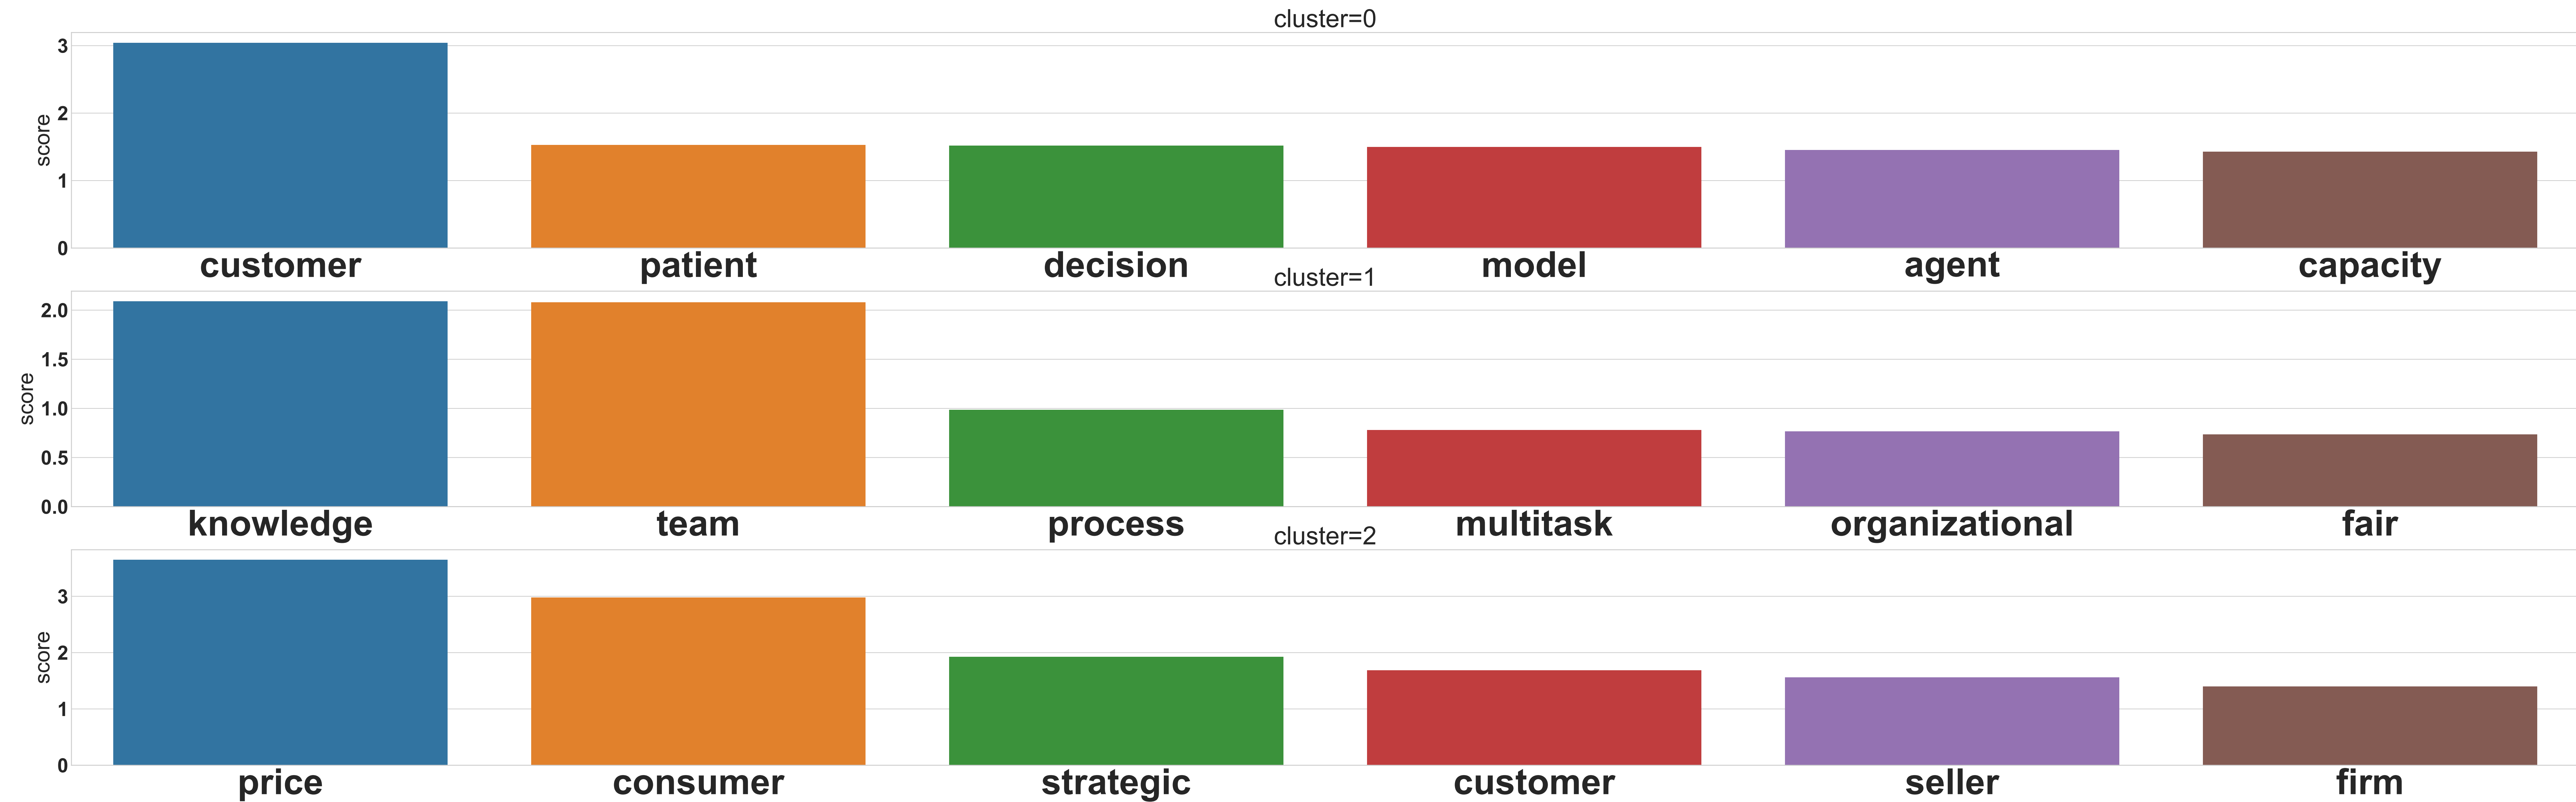 cluster=0
score
3
2
1
0
customer patient decision model agent capacity
cluster=1
score
2.0
1.5
1.0
0.5
0.0
knowledge team process multitask organizational fair
cluster=2
score
3
2
1
0
price consumer strategic customer seller firm